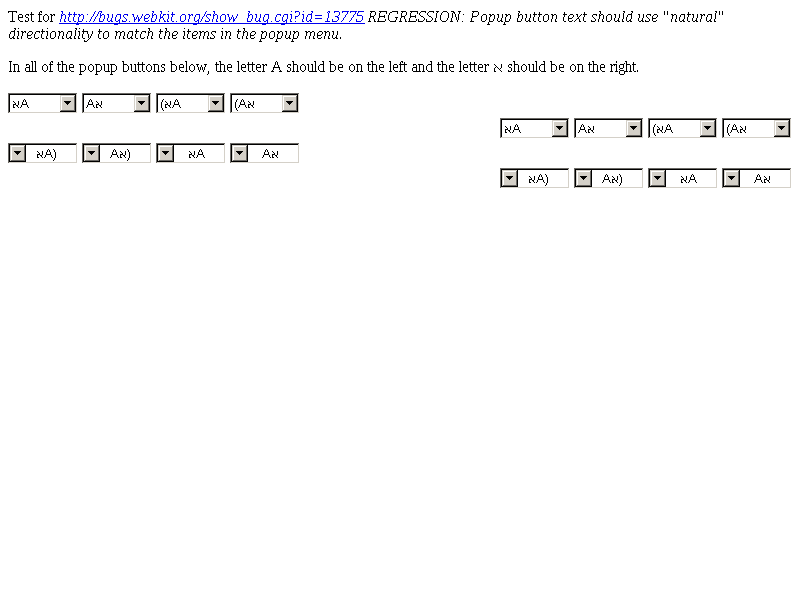 Test for http://bugs.webkit.org/show_bug.cgi?id=13775 REGRESSION: Popup button text should use "natural"
directionality to match the items in the popup menu.
In all of the popup buttons below, the letter A should be on the left and the letter א should be on the right.
אA Aא (אA (Aא
אA Aא (אA (Aא
אA) Aא) אA Aא
אA) Aא) אA Aא